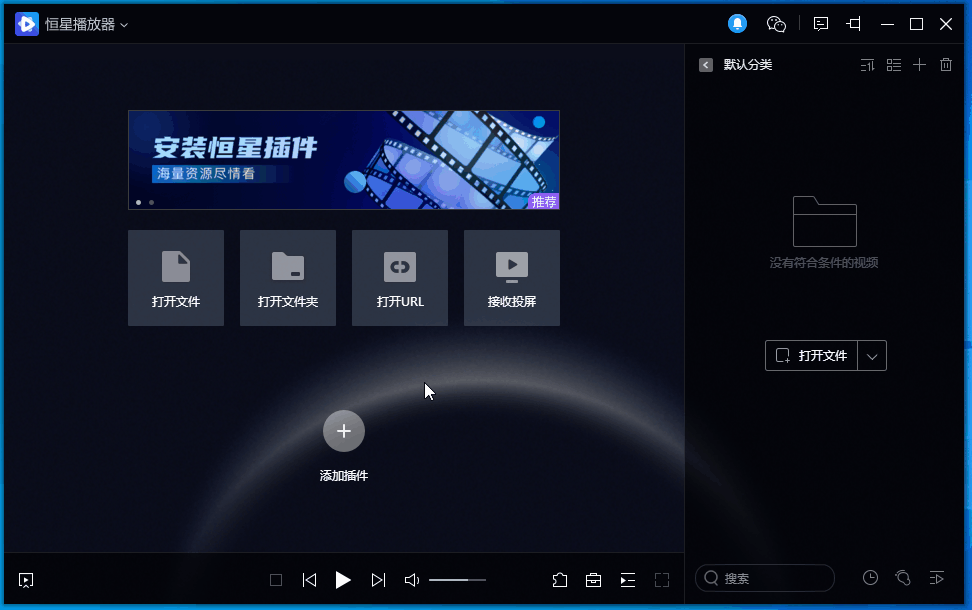 恒星播放器
默认分类
安装恒星插件
海量资源尽情看
推荐
打开文件
打开文件夹
打开URL
接收投屏
添加插件
没有符合条件的视频
打开文件
搜索